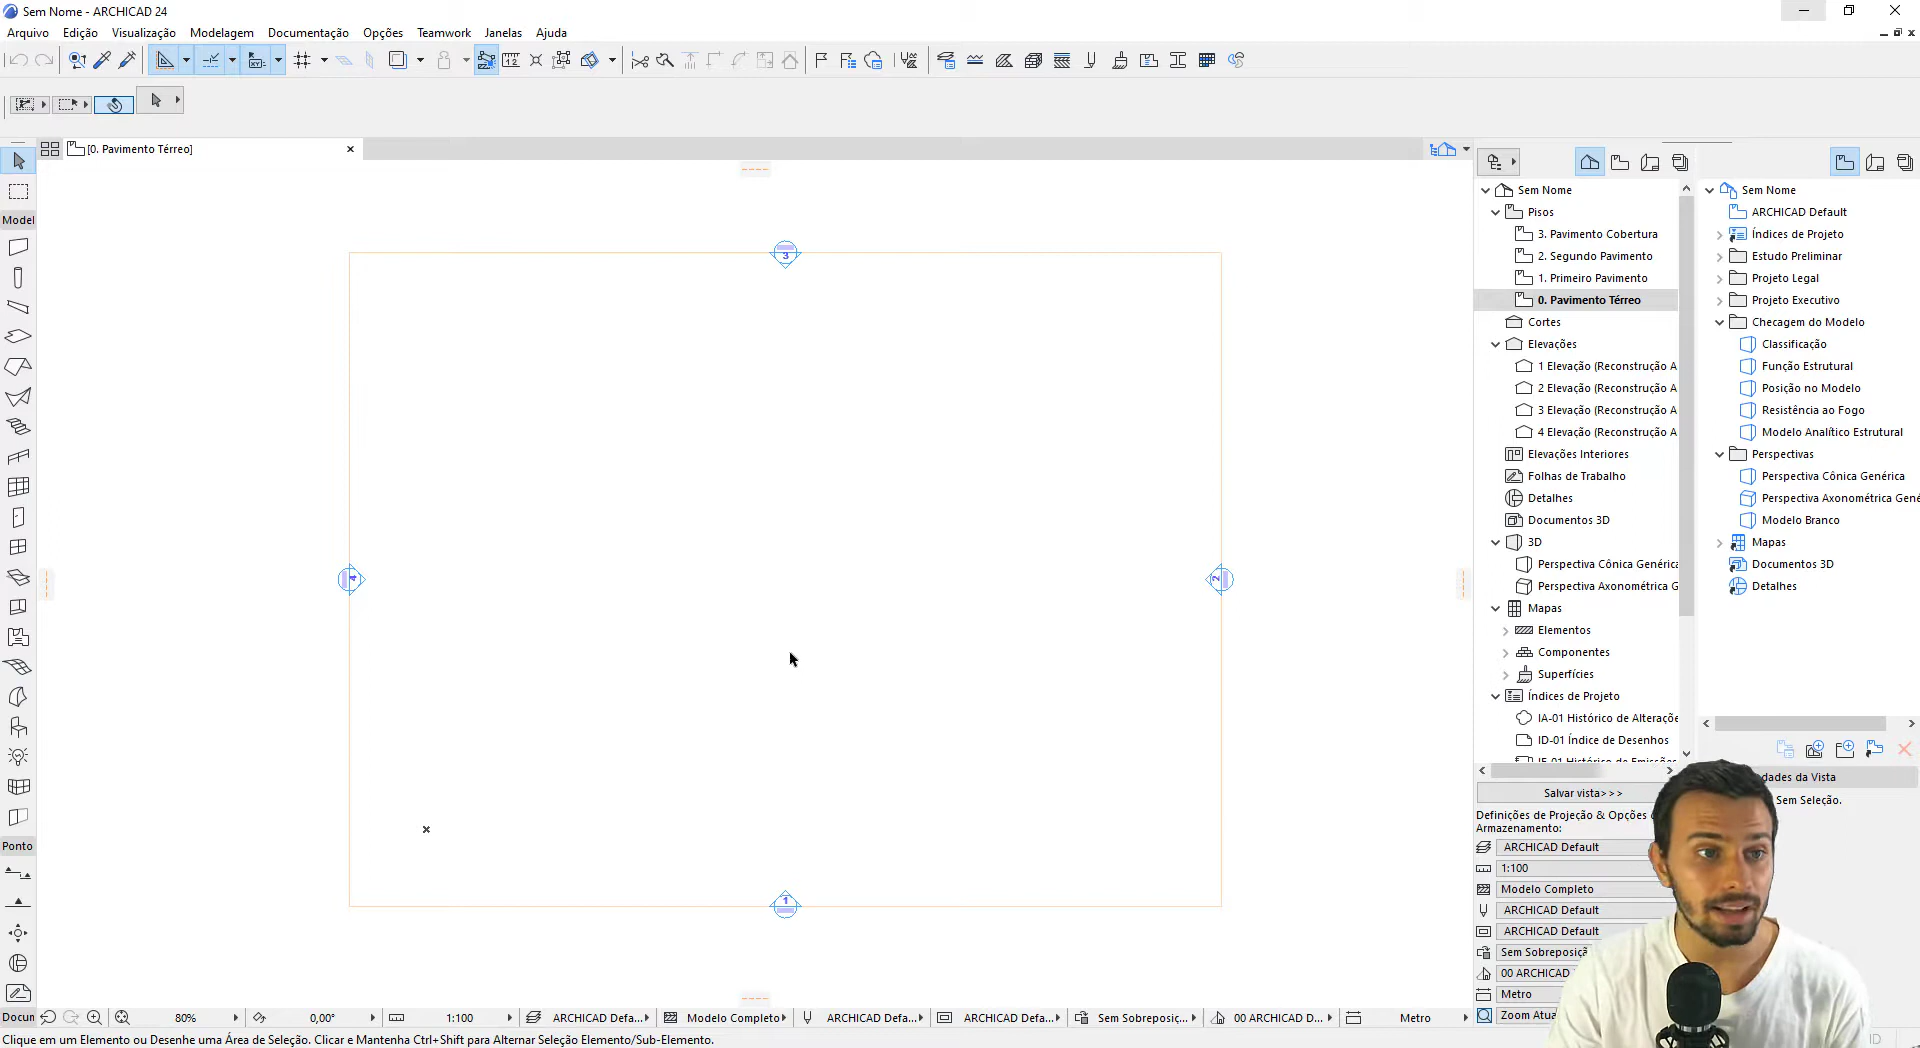 Sem Nome - ARCHICAD 24
Arquivo Edição Visualização Modelagem Documentação Opções Teamwork Janelas Ajuda
[0. Pavimento Térreo]
Model
Ponto
Docun
3
4
2
1
Sem Nome
Pisos
3. Pavimento Cobertura
2. Segundo Pavimento
1. Primeiro Pavimento
0. Pavimento Térreo
Cortes
Elevações
1 Elevação (Reconstrução A
2 Elevação (Reconstrução A
3 Elevação (Reconstrução A
4 Elevação (Reconstrução A
Elevações Interiores
Folhas de Trabalho
Detalhes
Documentos 3D
3D
Perspectiva Cônica Genérica
Perspectiva Axonométrica G
Mapas
Elementos
Componentes
Superfícies
Índices de Projeto
IA-01 Histórico de Alteraçõe
ID-01 Índice de Desenhos
Salvar vista>>>
Definições de Projeção & Opções
Armazenamento:
ARCHICAD Default
1:100
Modelo Completo
ARCHICAD Default
ARCHICAD Default
Sem Sobreposiç
00 ARCHICAD
Metro
Zoom Atua
Sem Nome
ARCHICAD Default
Índices de Projeto
Estudo Preliminar
Projeto Legal
Projeto Executivo
Checagem do Modelo
Classificação
Função Estrutural
Posição no Modelo
Resistência ao Fogo
Modelo Analítico Estrutural
Perspectivas
Perspectiva Cônica Genérica
Perspectiva Axonométrica Gené
Modelo Branco
Mapas
Documentos 3D
Detalhes
dades da Vista
Sem Seleção.
80% 0,00° 1:100 ARCHICAD Defa... Modelo Completo ARCHICAD Defa... ARCHICAD Defa... Sem Sobreposiç... 00 ARCHICAD D... Metro
Clique em um Elemento ou Desenhe uma Área de Seleção. Clicar e Mantenha Ctrl+Shift para Alternar Seleção Elemento/Sub-Elemento.